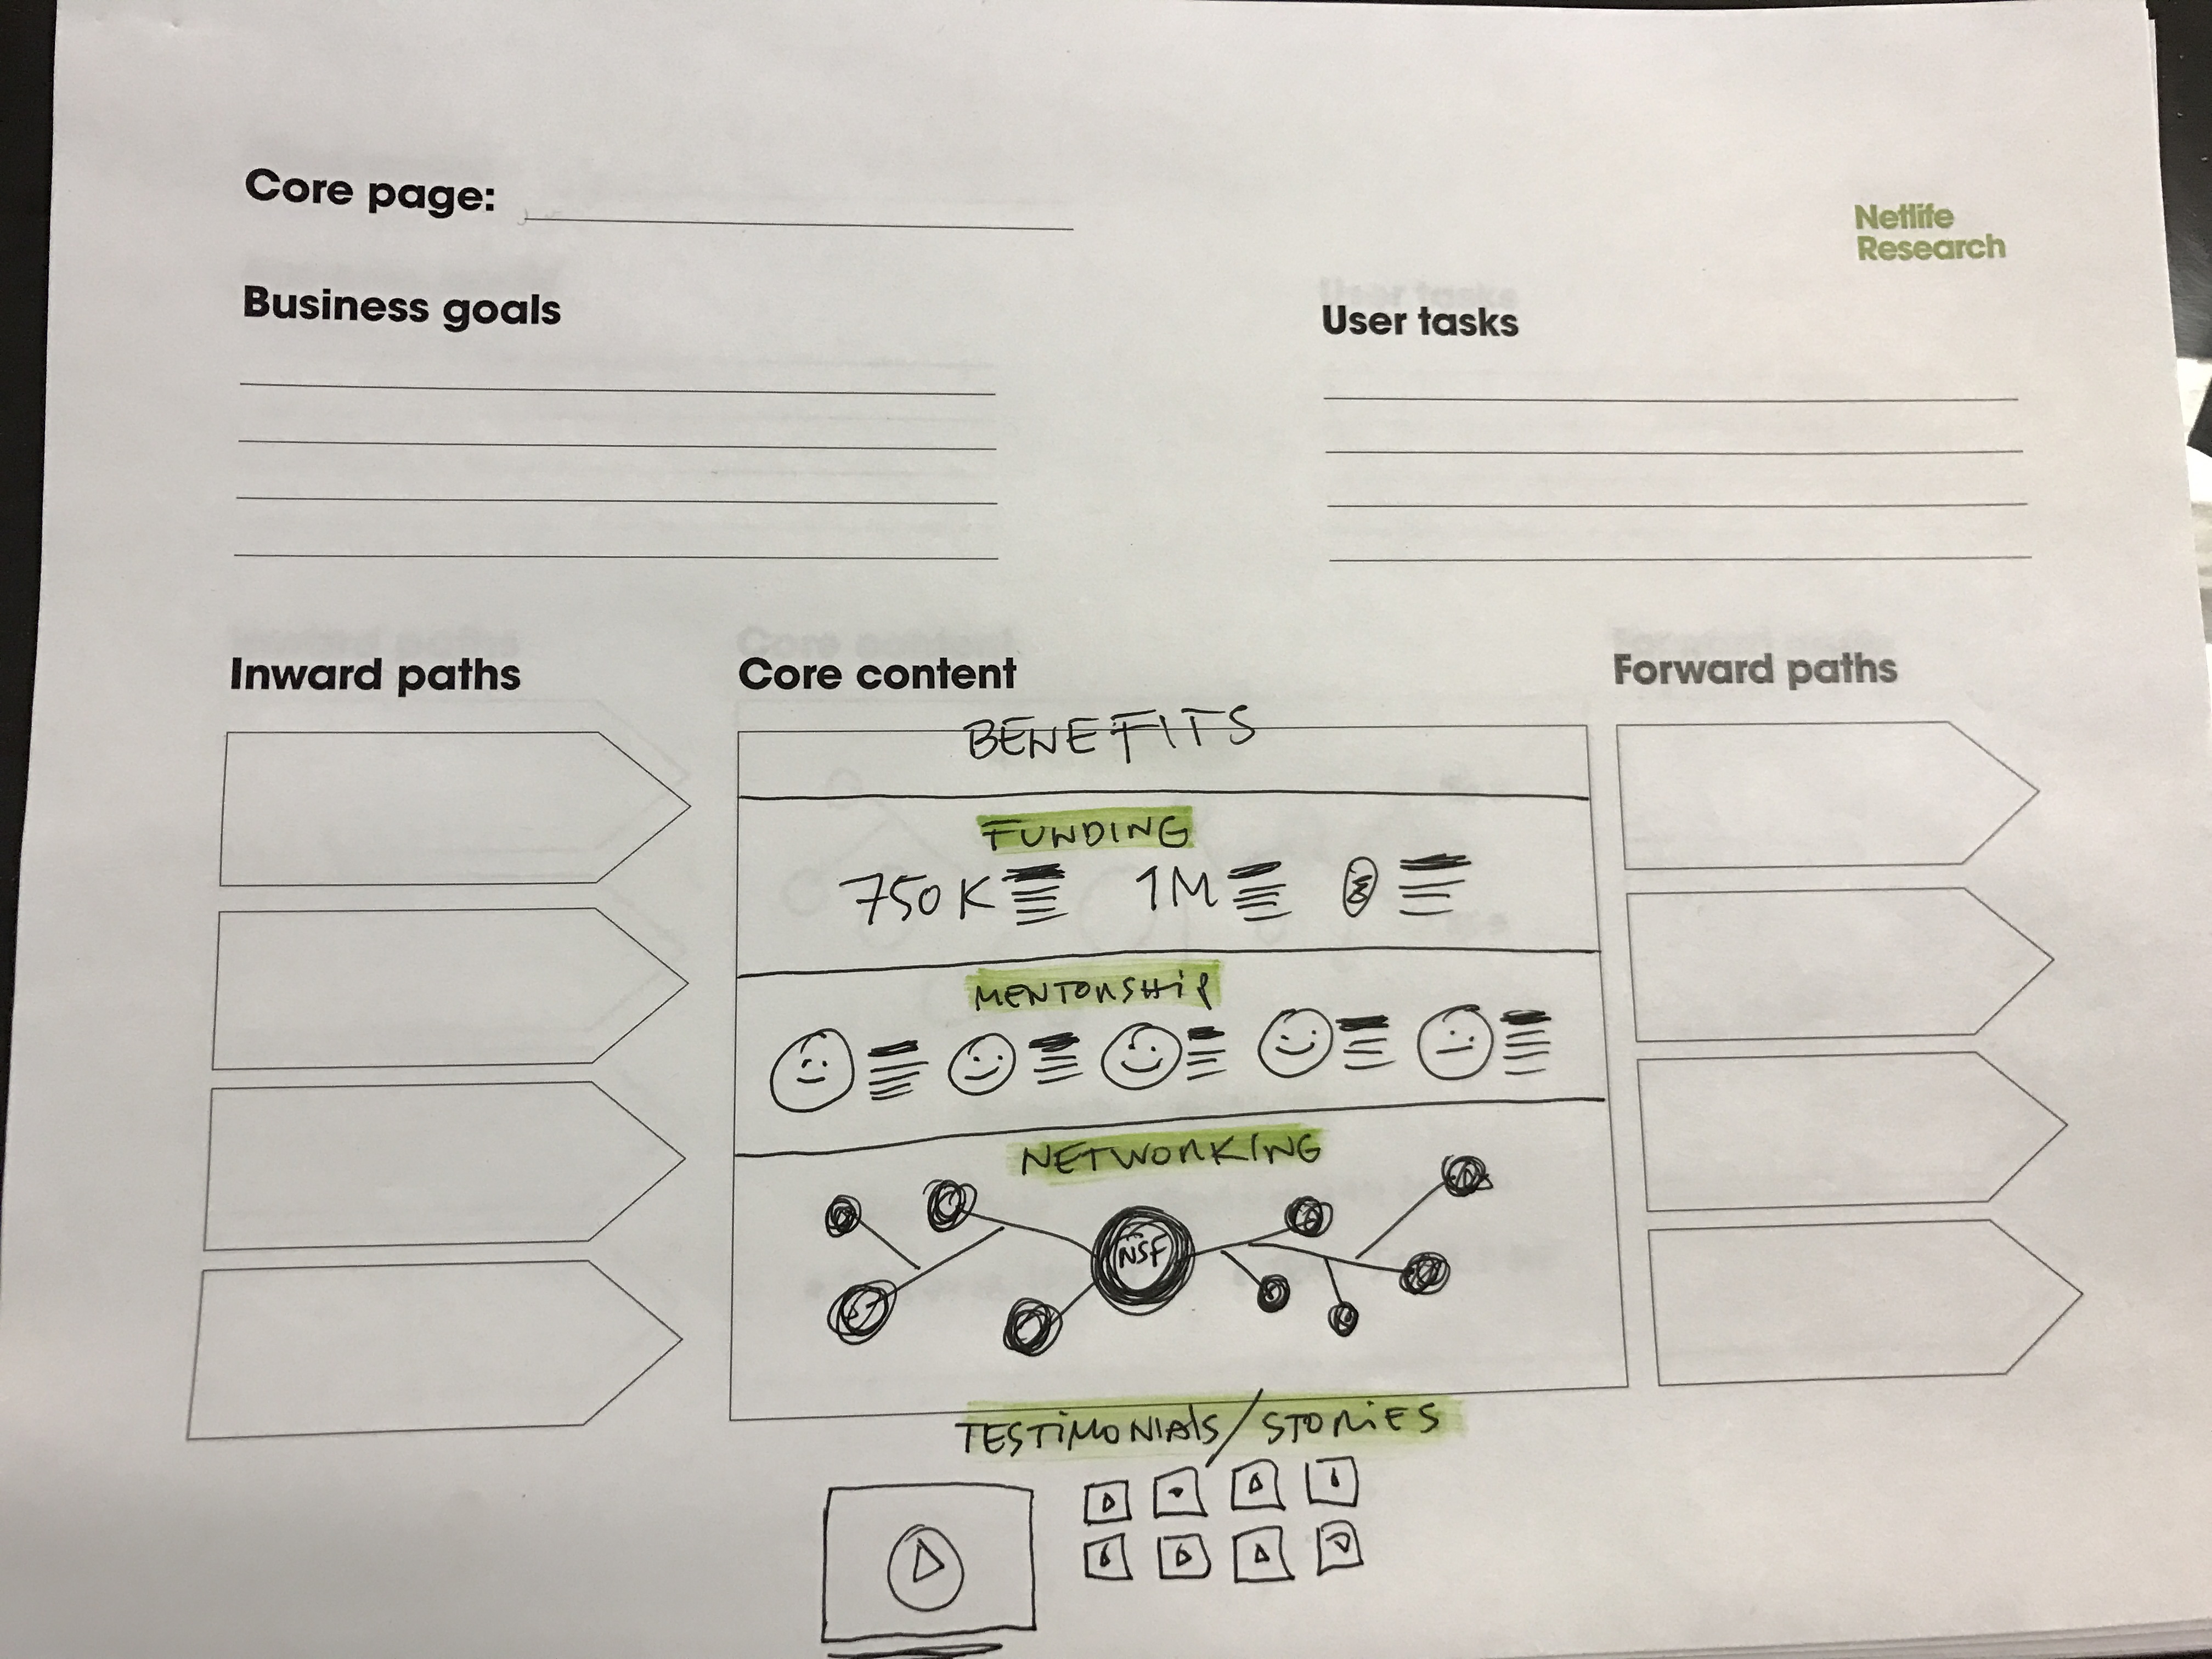 Core page:
Netlife
Research
Business goals
User tasks
Inward paths
Core content
Forward paths
BENEFITS
FUNDING
750K 1M
MENTORSHiP
NETWORKING
NSF
TESTiMONiAlS/STORiES